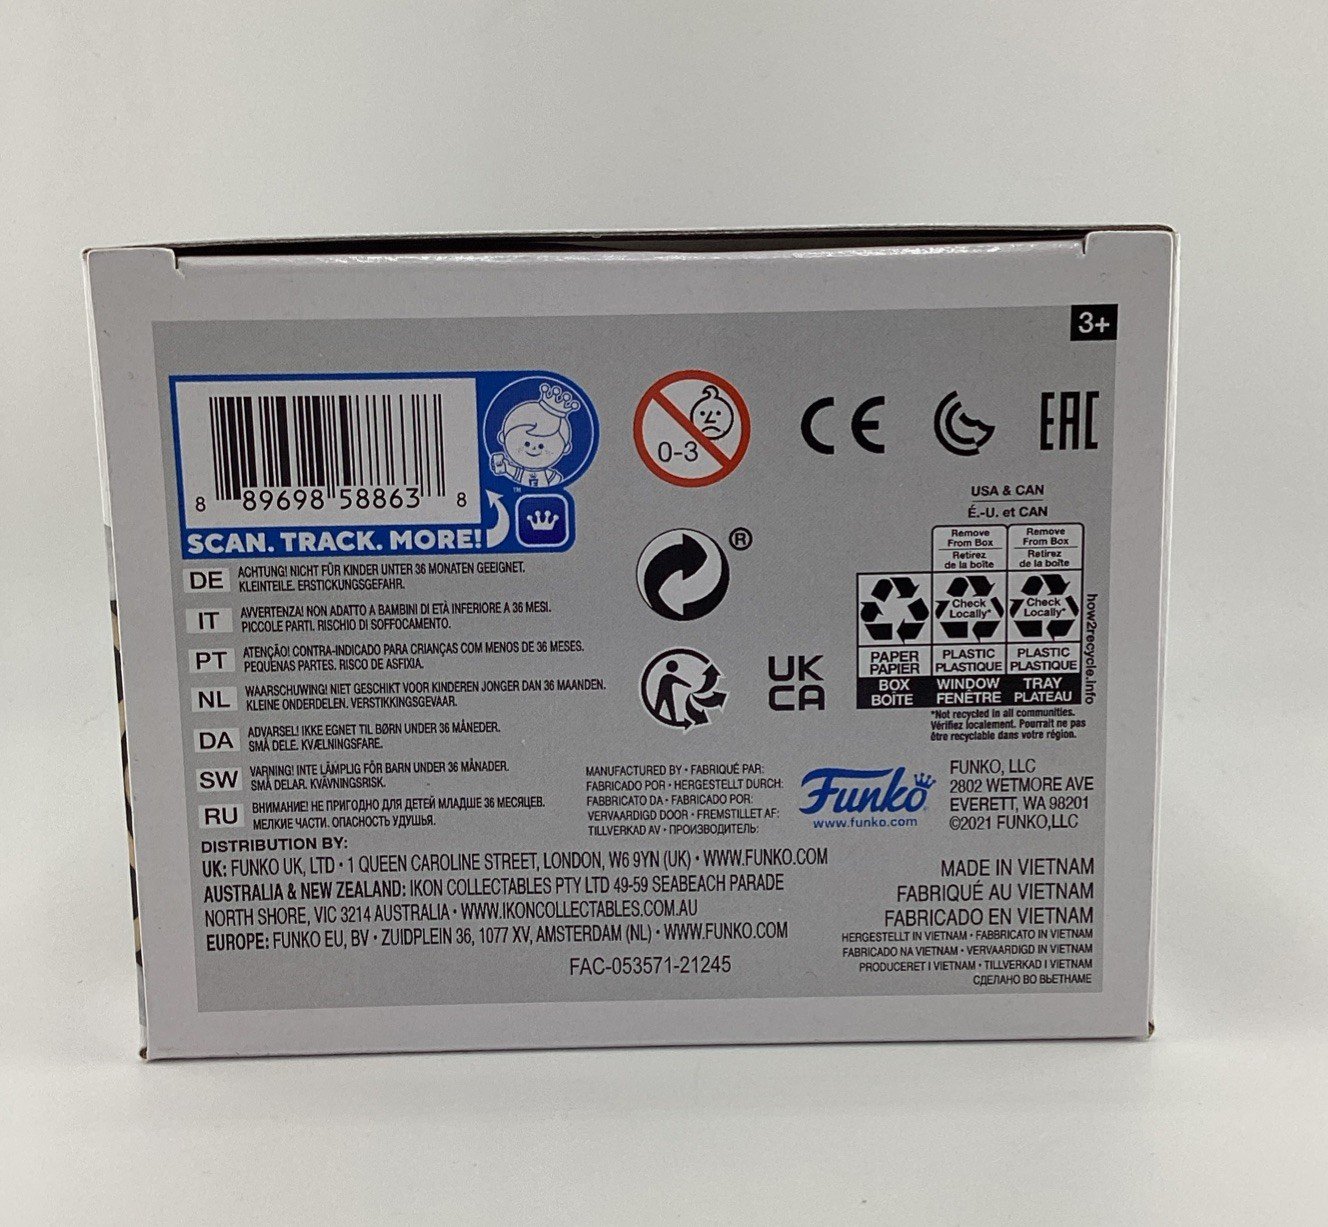 3+
8 89698 58863 8
SCAN. TRACK. MORE!
™
0-3
CE
EAC
®
UK
CA
USA & CAN
É.-U. et CAN
Remove From Box Retirez de la boîte
Remove From Box Retirez de la boîte
Check Locally*
Check Locally*
PAPER PAPIER
PLASTIC PLASTIQUE
PLASTIC PLASTIQUE
BOX BOÎTE
WINDOW FENÊTRE
TRAY PLATEAU
how2recycle.info
*Not recycled in all communities.
Vérifiez localement. Pourrait ne pas
être recyclable dans votre région.
DE ACHTUNG! NICHT FÜR KINDER UNTER 36 MONATEN GEEIGNET.
KLEINTEILE. ERSTICKUNGSGEFAHR.
IT AVVERTENZA! NON ADATTO A BAMBINI DI ETÀ INFERIORE A 36 MESI.
PICCOLE PARTI. RISCHIO DI SOFFOCAMENTO.
PT ATENÇÃO! CONTRA-INDICADO PARA CRIANÇAS COM MENOS DE 36 MESES.
PEQUENAS PARTES. RISCO DE ASFIXIA.
NL WAARSCHUWING! NIET GESCHIKT VOOR KINDEREN JONGER DAN 36 MAANDEN.
KLEINE ONDERDELEN. VERSTIKKINGSGEVAAR.
DA ADVARSEL! IKKE EGNET TIL BØRN UNDER 36 MÅNEDER.
SMÅ DELE. KVÆLNINGSFARE.
SW VARNING! INTE LÄMPLIG FÖR BARN UNDER 36 MÅNADER.
SMÅ DELAR. KVÄVNINGSRISK.
RU ВНИМАНИЕ! НЕ ПРИГОДНО ДЛЯ ДЕТЕЙ МЛАДШЕ 36 МЕСЯЦЕВ.
МЕЛКИЕ ЧАСТИ. ОПАСНОСТЬ УДУШЬЯ.
MANUFACTURED BY • FABRIQUÉ PAR:
FABRICADO POR • HERGESTELLT DURCH:
FABBRICATO DA • FABRICADO POR:
VERVAARDIGD DOOR • FREMSTILLET AF:
TILLVERKAD AV • ПРОИЗВОДИТЕЛЬ:
Funko
www.funko.com
FUNKO, LLC
2802 WETMORE AVE
EVERETT, WA 98201
©2021 FUNKO,LLC
DISTRIBUTION BY:
UK: FUNKO UK, LTD • 1 QUEEN CAROLINE STREET, LONDON, W6 9YN (UK) • WWW.FUNKO.COM
AUSTRALIA & NEW ZEALAND: IKON COLLECTABLES PTY LTD 49-59 SEABEACH PARADE
NORTH SHORE, VIC 3214 AUSTRALIA • WWW.IKONCOLLECTABLES.COM.AU
EUROPE: FUNKO EU, BV • ZUIDPLEIN 36, 1077 XV, AMSTERDAM (NL) • WWW.FUNKO.COM
FAC-053571-21245
MADE IN VIETNAM
FABRIQUÉ AU VIETNAM
FABRICADO EN VIETNAM
HERGESTELLT IN VIETNAM • FABBRICATO IN VIETNAM
FABRICADO NA VIETNAM • VERVAARDIGD IN VIETNAM
PRODUCERET I VIETNAM • TILLVERKAD I VIETNAM
СДЕЛАНО ВО ВЬЕТНАМЕ